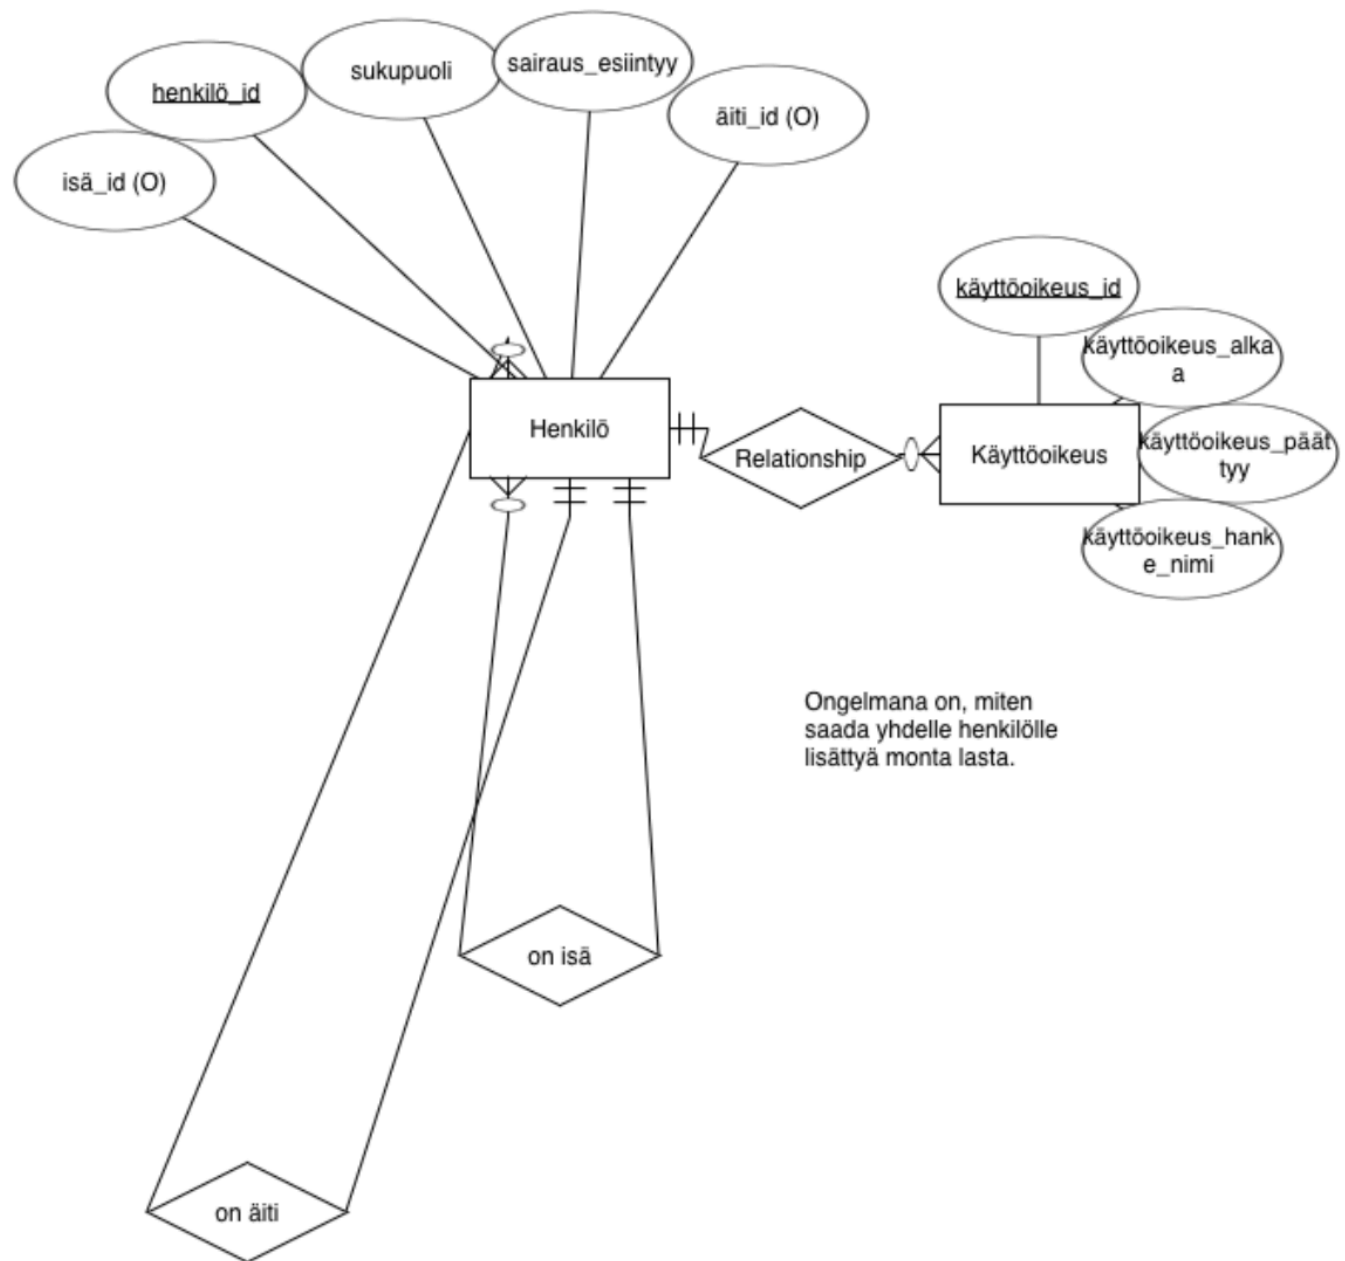 sukupuoli
sairaus_esiintyy
henkilö_id
äiti_id (O)
isä_id (O)
käyttöoikeus_id
käyttöoikeus_alka
a
Henkilö
Relationship
Käyttöoikeus
käyttöoikeus_päät
tyy
käyttöoikeus_hank
e_nimi
Ongelmana on, miten
saada yhdelle henkilölle
lisättyä monta lasta.
on isä
on äiti